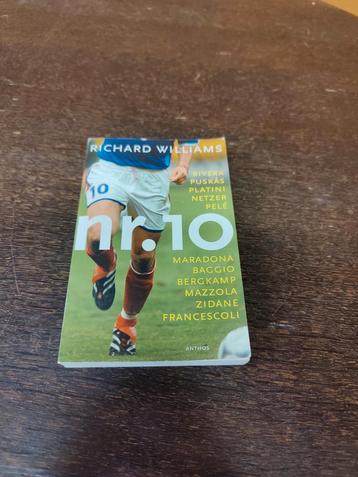 RICHARD WILLIAMS
RIVERA
PUSKÁS
PLATINI
NETZER
PELÉ
10
nr.10
MARADONA
BAGGIO
BERGKAMP
MAZZOLA
ZIDANE
FRANCESCOLI
ANTHOS